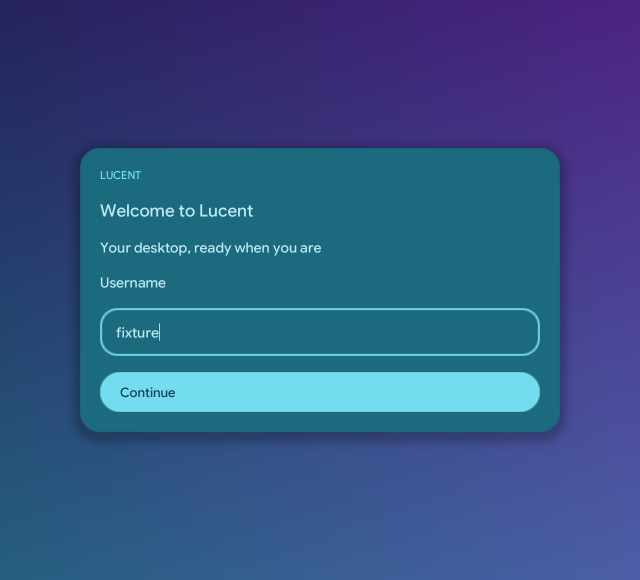 LUCENT
Welcome to Lucent
Your desktop, ready when you are
Username
fixture
Continue